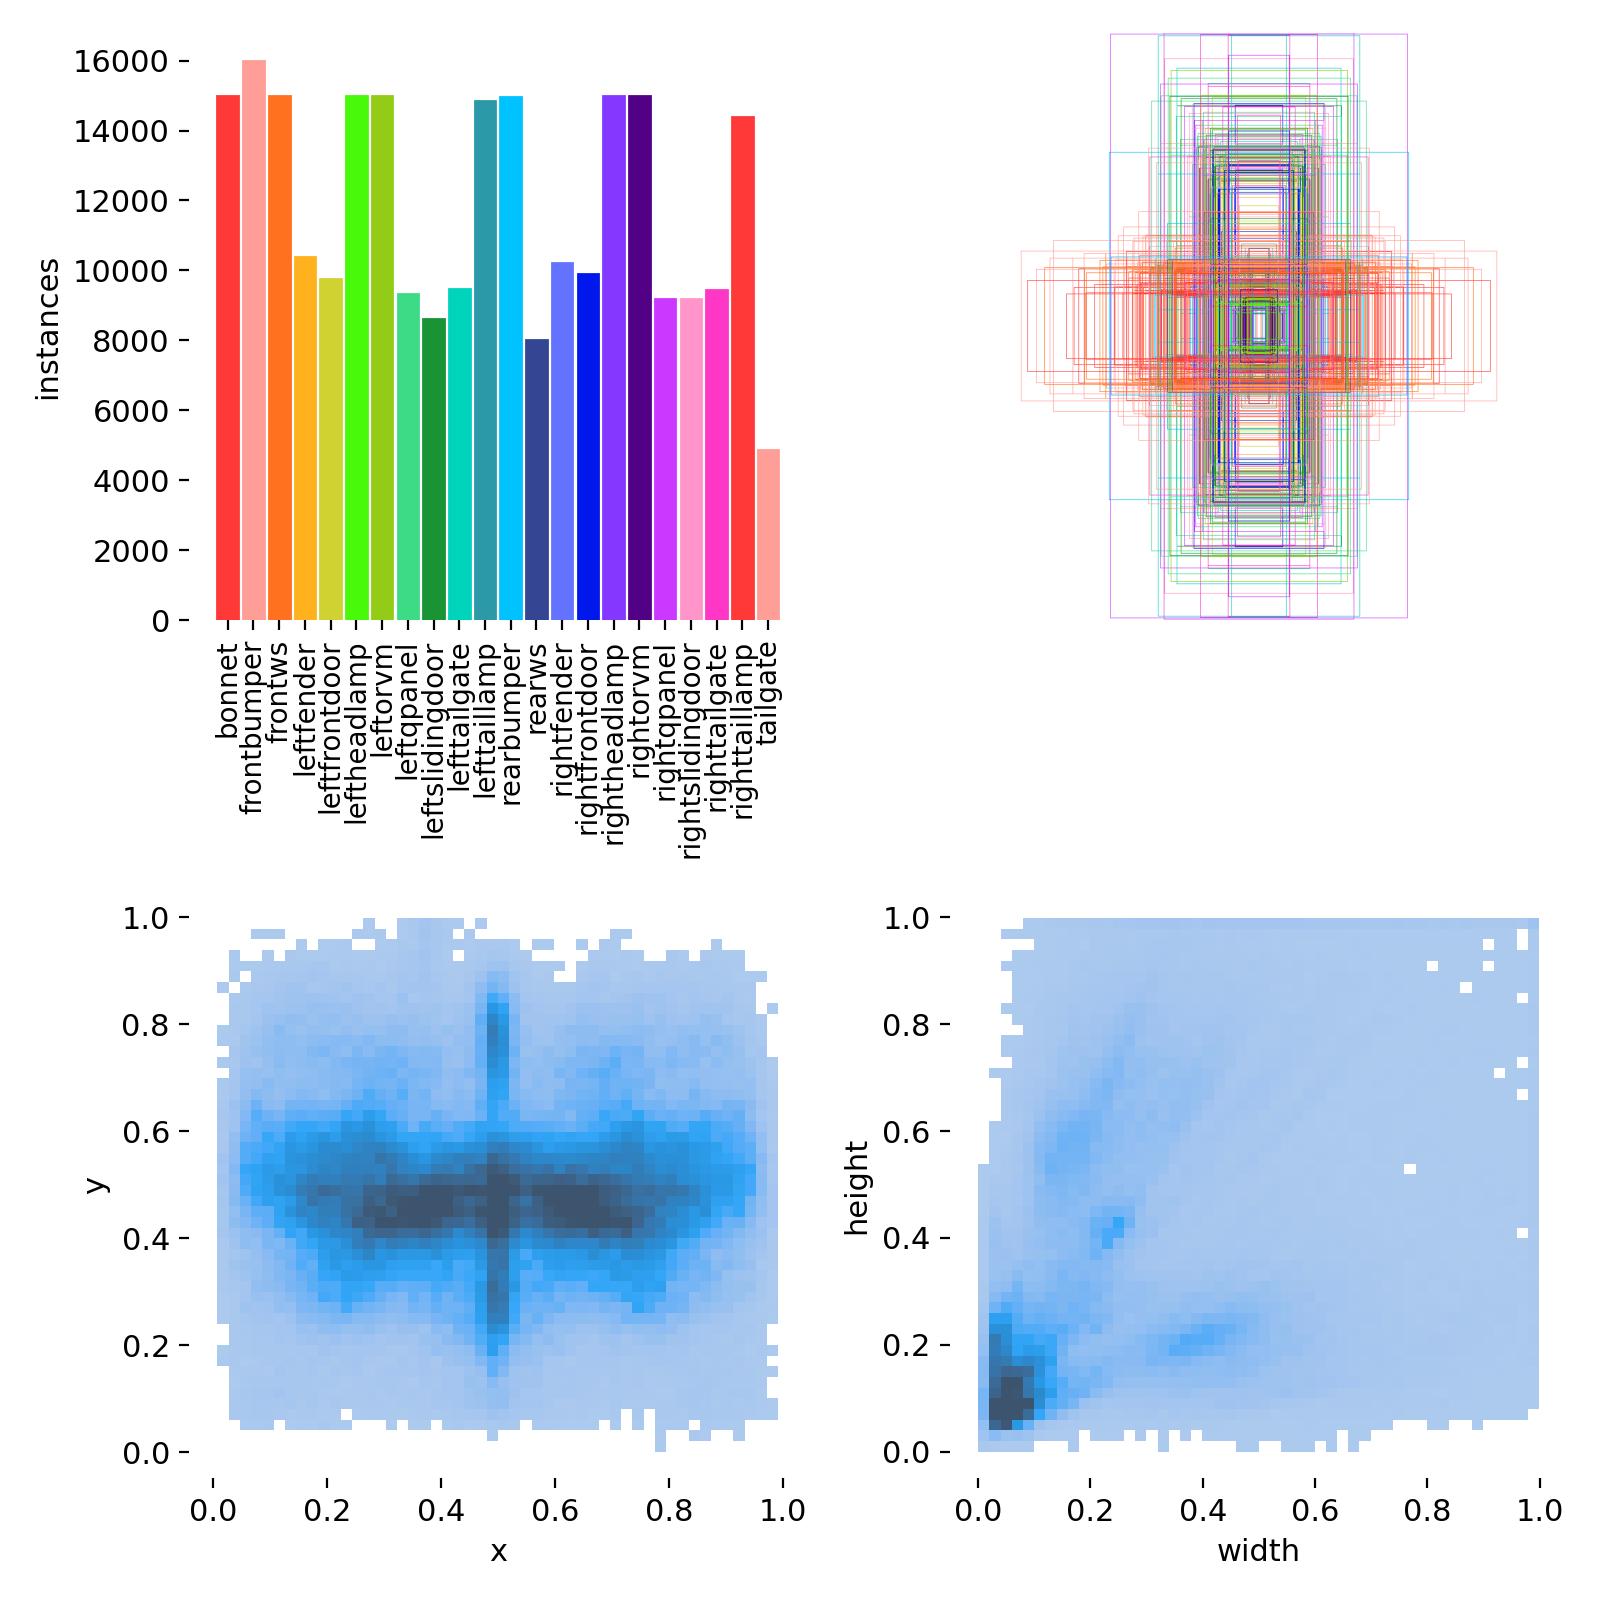 16000
14000
12000
10000
8000
6000
4000
2000
0
instances
bonnet
frontbumper
frontws
leftfender
leftfrontdoor
leftheadlamp
leftorvm
leftqpanel
leftslidingdoor
lefttailgate
lefttaillamp
rearbumper
rearws
rightfender
rightfrontdoor
rightheadlamp
rightorvm
rightqpanel
rightslidingdoor
righttailgate
righttaillamp
tailgate
1.0
0.8
0.6
0.4
0.2
0.0
y
0.0 0.2 0.4 0.6 0.8 1.0
x
1.0
0.8
0.6
0.4
0.2
0.0
height
0.0 0.2 0.4 0.6 0.8 1.0
width